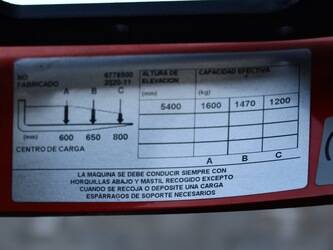 NO 6778500
FABRICADO 2020-11
A B C
(mm) 600 650 800
CENTRO DE CARGA
ALTURA DE ELEVACION CAPACIDAD EFECTIVA
(mm) (kg)
5400 1600 1470 1200
A B C
LA MAQUINA SE DEBE CONDUCIR SIEMPRE CON
HORQUILLAS ABAJO Y MASTIL RECOGIDO EXCEPTO
CUANDO SE RECOJA O DEPOSITE UNA CARGA
ESPÁRRAGOS DE SOPORTE NECESARIOS